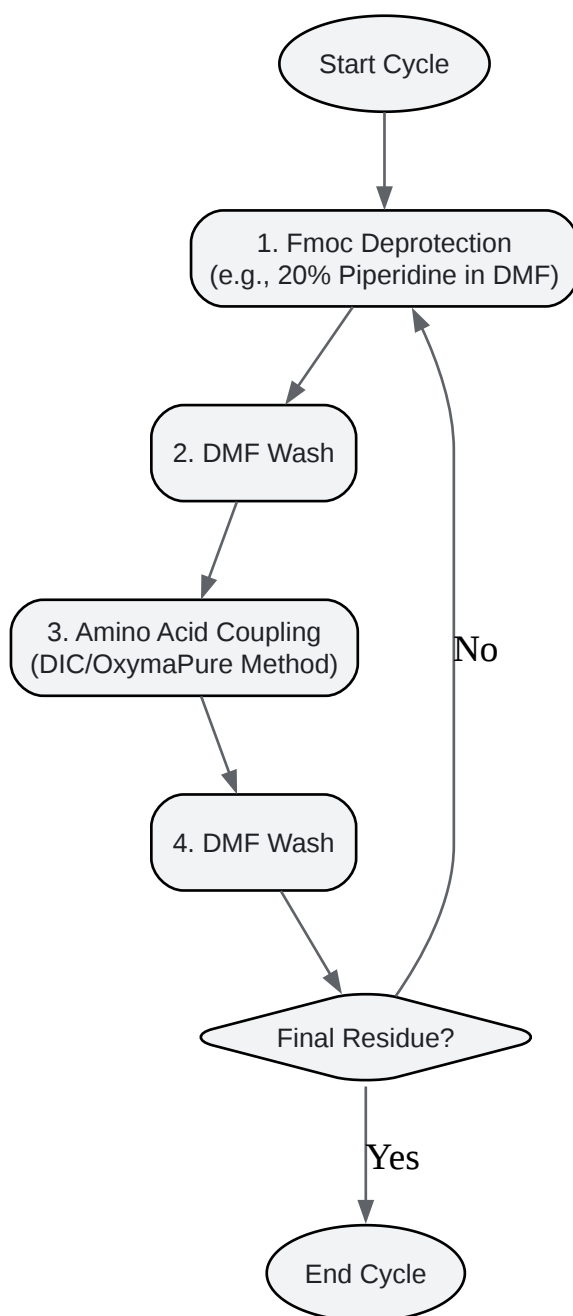 Start Cycle
1. Fmoc Deprotection
(e.g., 20% Piperidine in DMF)
2. DMF Wash
3. Amino Acid Coupling
(DIC/OxymaPure Method)
No
4. DMF Wash
Final Residue?
Yes
End Cycle